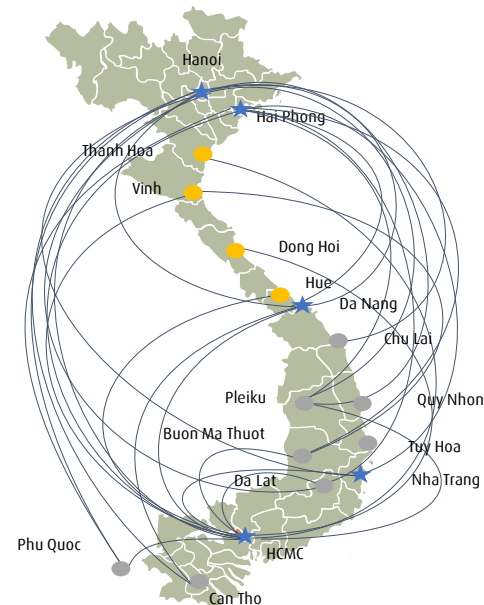 Hanoi
Hai Phong
Thanh Hoa
Vinh
Dong Hoi
Hue
Da Nang
Chu Lai
Pleiku
Quy Nhon
Buon Ma Thuot
Tuy Hoa
Da Lat
Nha Trang
Phu Quoc
HCMC
Can Tho